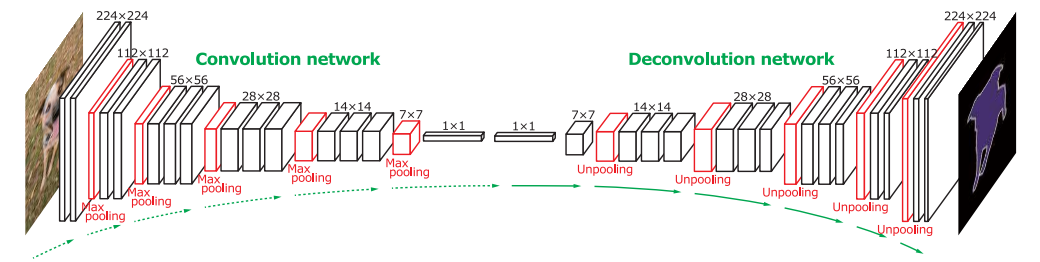 224×224
112×112
56×56
28×28
14×14
7×7
1×1
Convolution network
Max
pooling
Max
pooling
Max
pooling
Max
pooling
Max
pooling
1×1
7×7
14×14
28×28
56×56
112×112
224×224
Deconvolution network
Unpooling
Unpooling
Unpooling
Unpooling
Unpooling